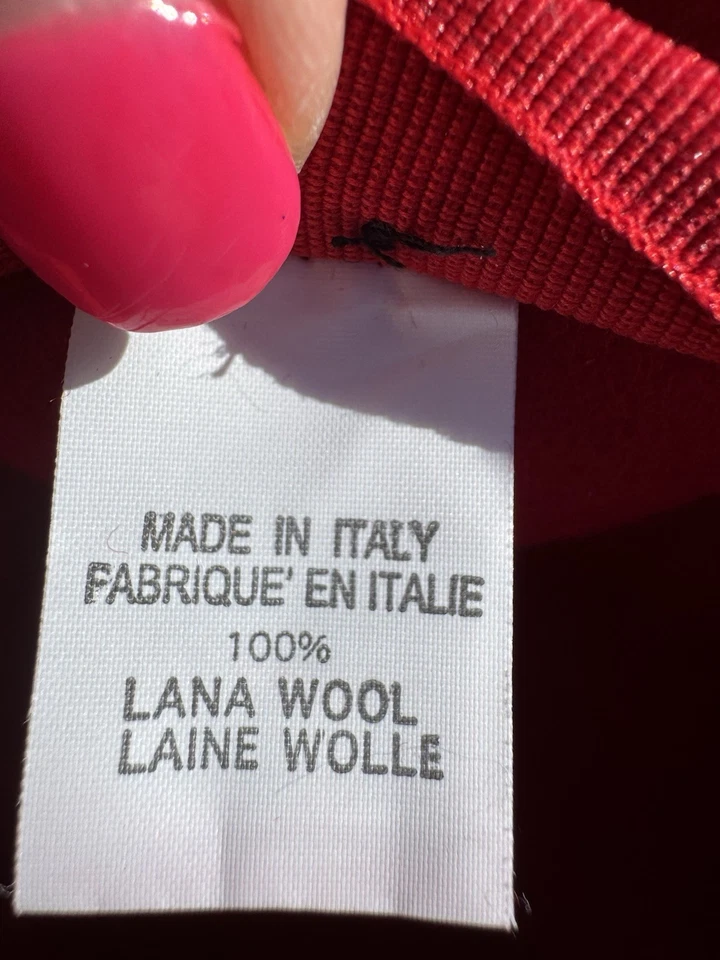 MADE IN ITALY
FABRIQUE' EN ITALIE
100%
LANA WOOL
LAINE WOLLE